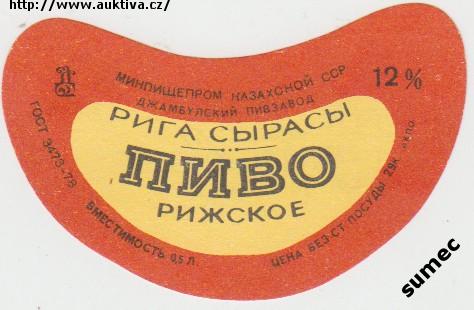 http://www.auktiva.cz/
МИНПИЩЕПРОМ КАЗАХСКОЙ ССР
12%
ДЖАМБУЛСКИЙ ПИВЗАВОД
РИГА СЫРАСЫ
ПИВО
РИЖСКОЕ
ГОСТ 3473-78
ВМЕСТИМОСТЬ 0,5 Л.
ЦЕНА БЕЗ СТ. ПОСУДЫ 29к.
sumec